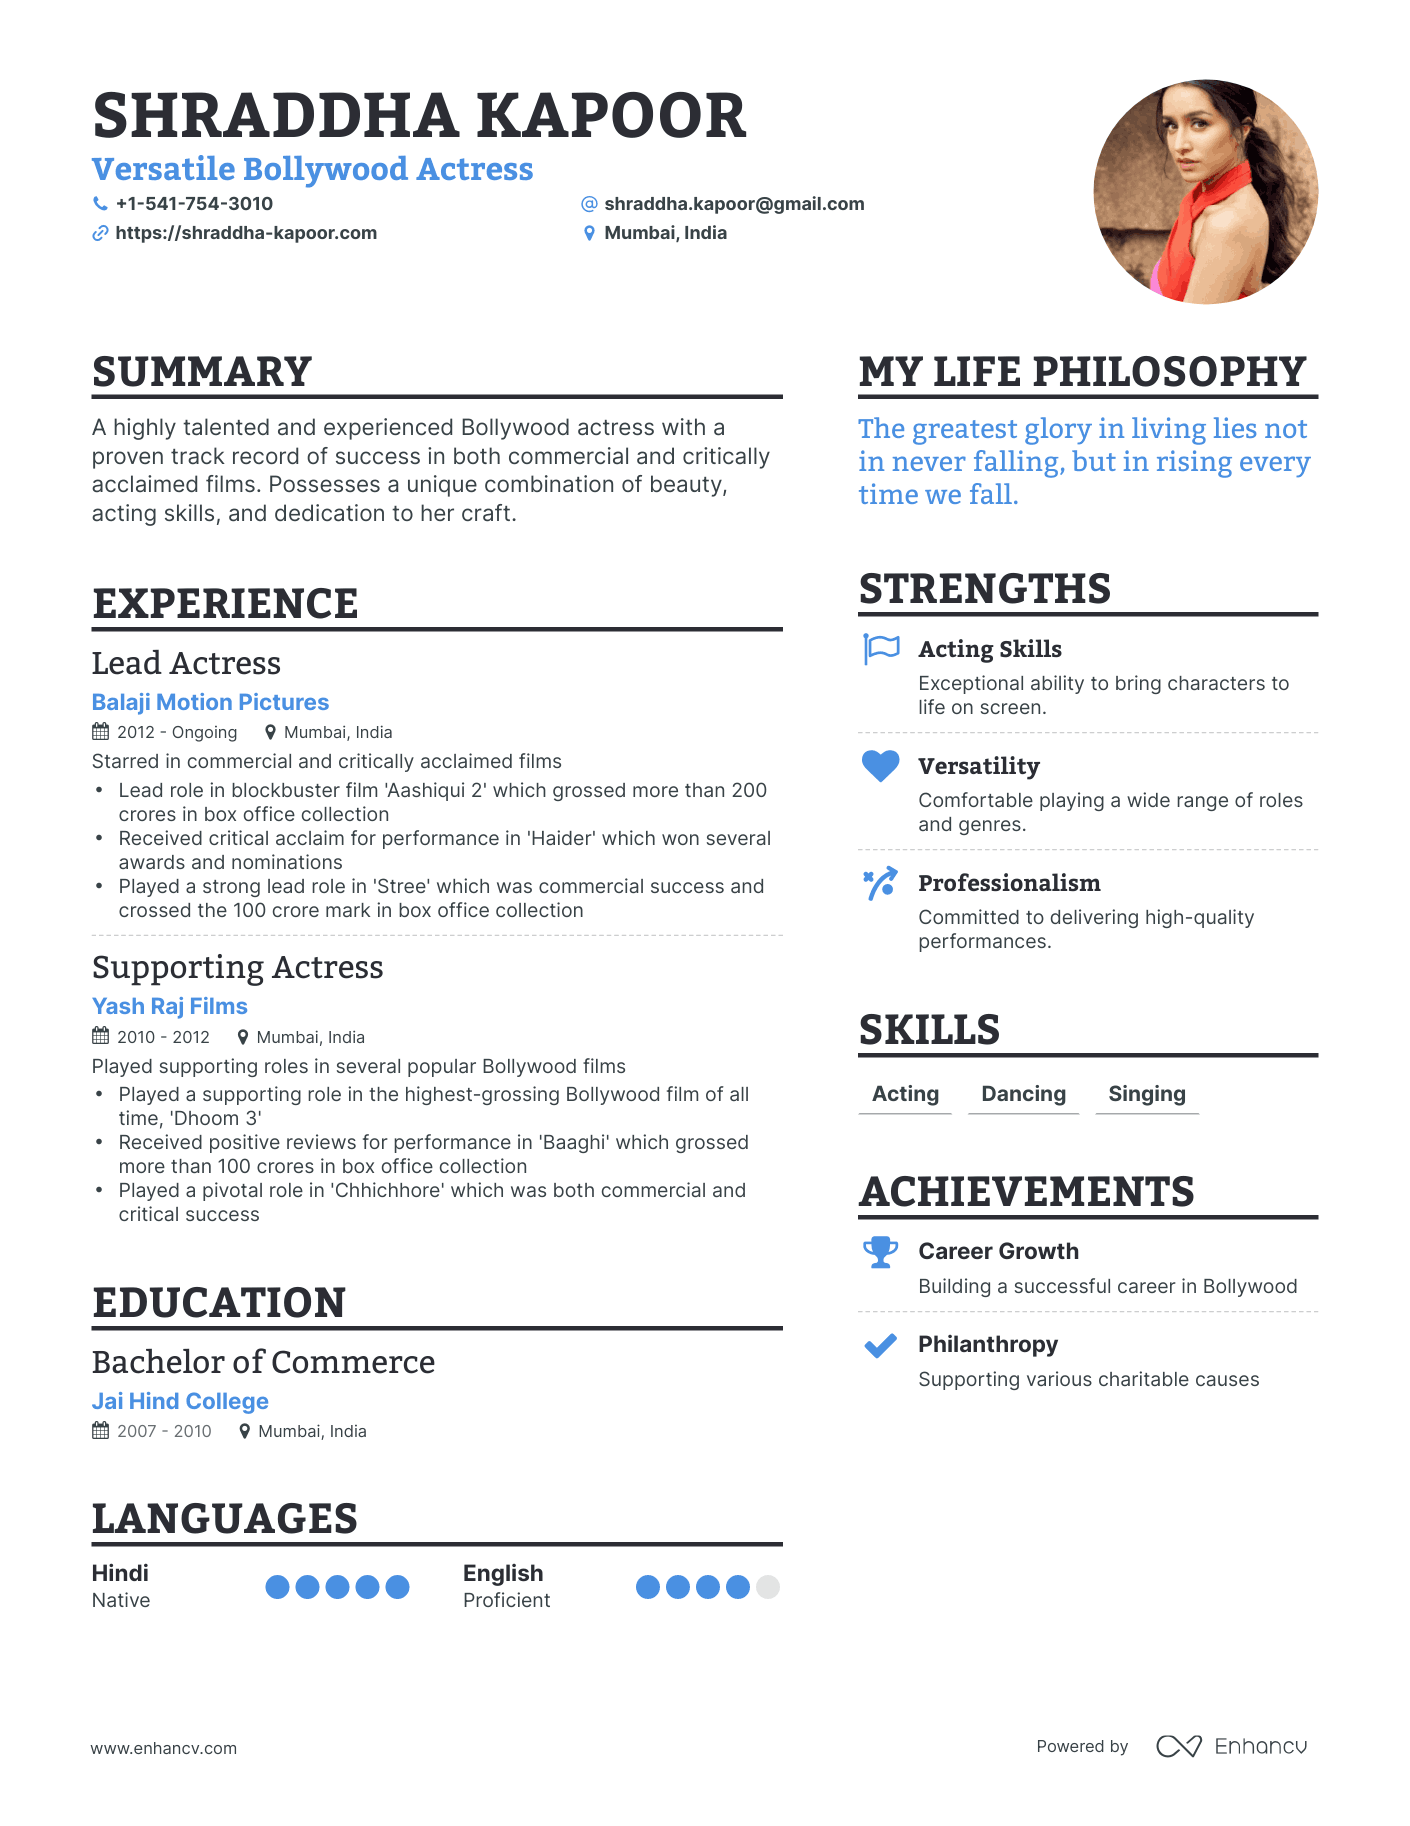 SHRADDHA KAPOOR
Versatile Bollywood Actress
+1-541-754-3010
shraddha.kapoor@gmail.com
https://shraddha-kapoor.com
Mumbai, India
SUMMARY
A highly talented and experienced Bollywood actress with a
proven track record of success in both commercial and critically
acclaimed films. Possesses a unique combination of beauty,
acting skills, and dedication to her craft.
EXPERIENCE
Lead Actress
Balaji Motion Pictures
2012 - Ongoing Mumbai, India
Starred in commercial and critically acclaimed films
• Lead role in blockbuster film 'Aashiqui 2' which grossed more than 200
crores in box office collection
• Received critical acclaim for performance in 'Haider' which won several
awards and nominations
• Played a strong lead role in 'Stree' which was commercial success and
crossed the 100 crore mark in box office collection
Supporting Actress
Yash Raj Films
2010 - 2012 Mumbai, India
Played supporting roles in several popular Bollywood films
• Played a supporting role in the highest-grossing Bollywood film of all
time, 'Dhoom 3'
• Received positive reviews for performance in 'Baaghi' which grossed
more than 100 crores in box office collection
• Played a pivotal role in 'Chhichhore' which was both commercial and
critical success
EDUCATION
Bachelor of Commerce
Jai Hind College
2007 - 2010 Mumbai, India
LANGUAGES
Hindi
Native
English
Proficient
MY LIFE PHILOSOPHY
The greatest glory in living lies not
in never falling, but in rising every
time we fall.
STRENGTHS
Acting Skills
Exceptional ability to bring characters to
life on screen.
Versatility
Comfortable playing a wide range of roles
and genres.
Professionalism
Committed to delivering high-quality
performances.
SKILLS
Acting Dancing Singing
ACHIEVEMENTS
Career Growth
Building a successful career in Bollywood
Philanthropy
Supporting various charitable causes
www.enhancv.com
Powered by Enhancv